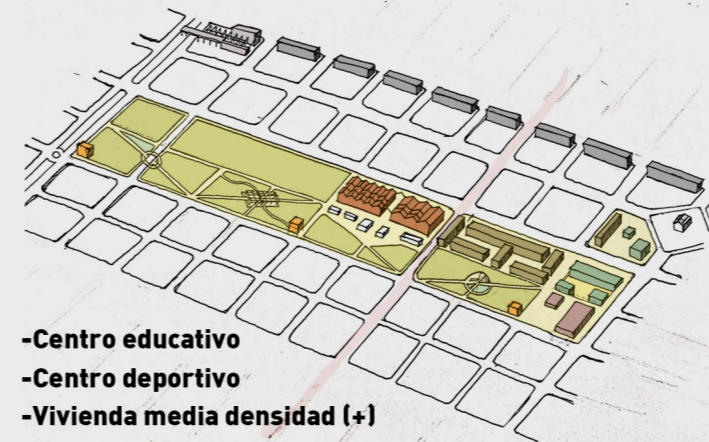 -Centro educativo
-Centro deportivo
-Vivienda media densidad (+)